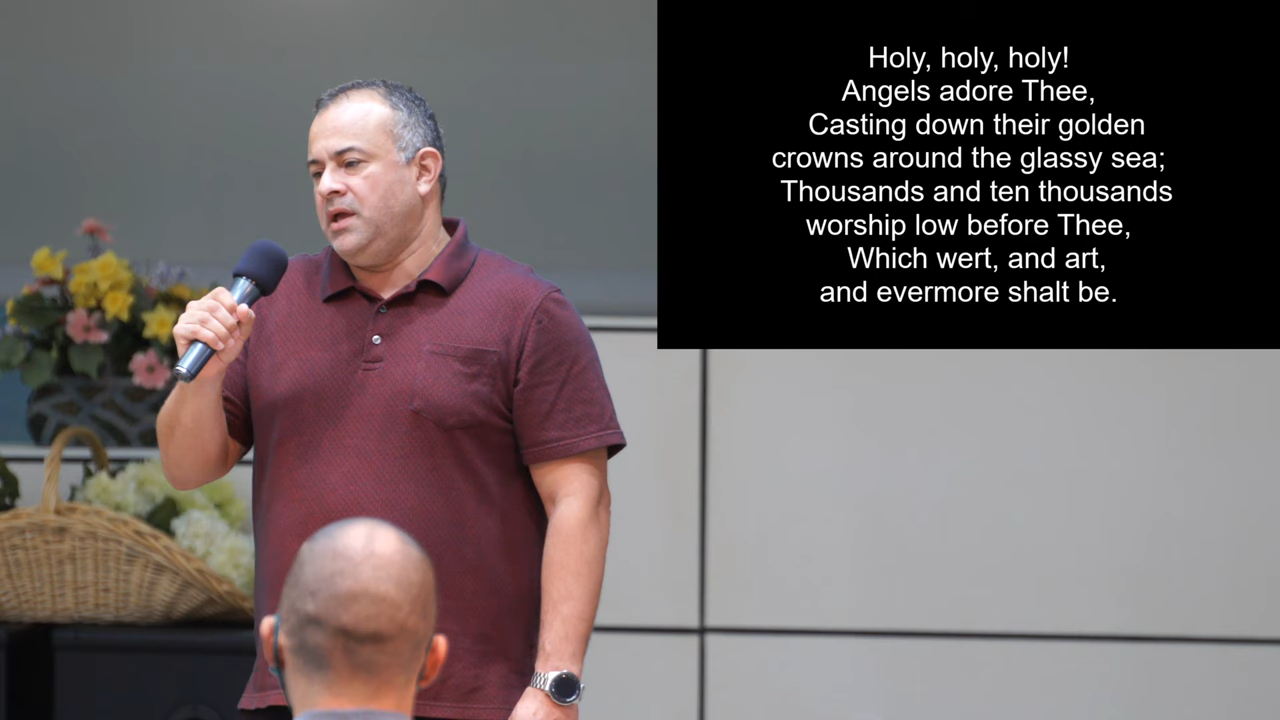 Holy, holy, holy!
Angels adore Thee,
Casting down their golden
crowns around the glassy sea;
Thousands and ten thousands
worship low before Thee,
Which wert, and art,
and evermore shalt be.